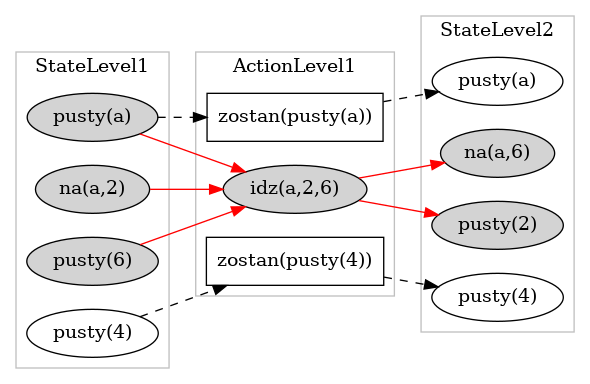 StateLevel1
pusty(a)
na(a,2)
pusty(6)
pusty(4)
ActionLevel1
zostan(pusty(a))
idz(a,2,6)
zostan(pusty(4))
StateLevel2
pusty(a)
na(a,6)
pusty(2)
pusty(4)